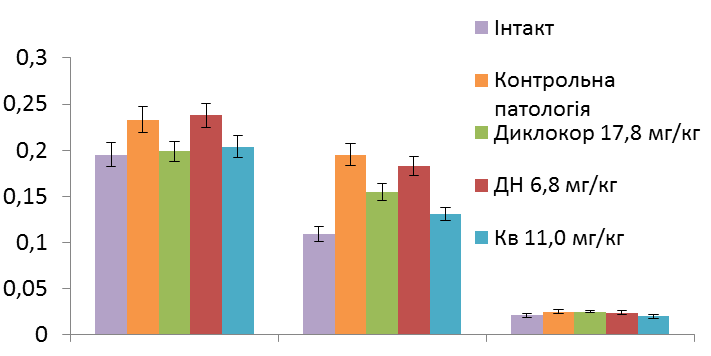 Інтакт
0,3
Контрольна
патологія
0,25
Диклокор 17,8 мг/кг
0,2
ДН 6,8 мг/кг
0,15
Кв 11,0 мг/кг
0,1
0,05
0